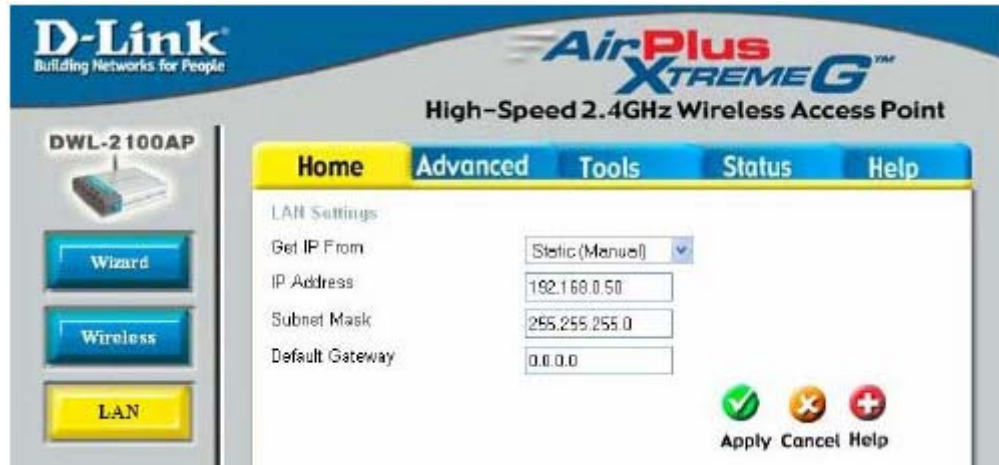 D-Link
Building Networks for People
AirPlus
XTREME G™
High-Speed 2.4GHz Wireless Access Point
DWL-2100AP
Home Advanced Tools Status Help
LAN Settings
Get IP From Static (Manual)
IP Address 192.168.0.50
Subnet Mask 255.255.255.0
Default Gateway 0.0.0.0
Wizard
Wireless
LAN
Apply Cancel Help